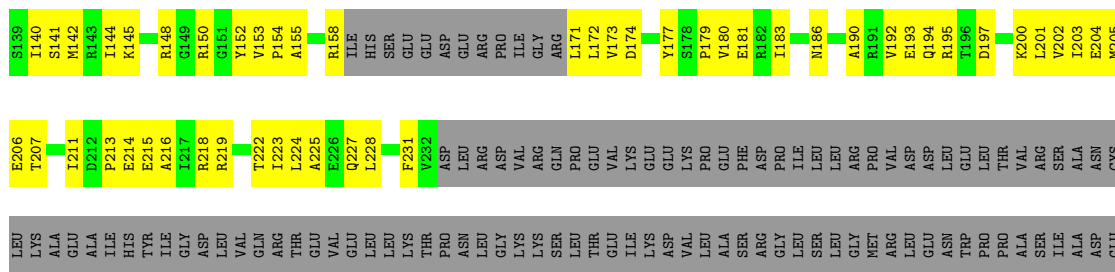 S139 I140 S141 M142 R143 I144 K145 R148 G149 R150 G151 Y152 V153 P154 A155 R158 ILE HIS SER GLU GLU ASP GLU ARG PRO ILE GLY ARG L171 L172 V173 D174 Y177 S178 P179 V180 E181 R182 I183 N186 A190 R191 V192 E193 Q194 R195 T196 D197 K200 L201 V202 I203 E204 M205
E206 T207 I211 D212 P213 E214 E215 A216 I217 R218 R219 T222 I223 L224 A225 E226 Q227 L228 F231 V232 ASP LEU ARG ASP VAL ARG GLN PRO GLU VAL LYS GLU GLU LYS PRO GLU PHE ASP PRO ILE LEU LEU ARG PRO VAL ASP ASP LEU GLU LEU THR VAL ARG SER ALA ASN CYS
LEU LYS ALA GLU ALA ILE HIS TYR ILE GLY ASP LEU VAL GLN ARG THR GLU VAL GLU LEU LEU LYS THR PRO ASN LEU GLY LYS LYS SER LEU THR GLU ILE LYS ASP VAL LEU ALA SER ARG GLY LEU SER LEU GLY MET ARG LEU GLU ASN TRP PRO PRO ALA SER ILE ALA ASP GLU